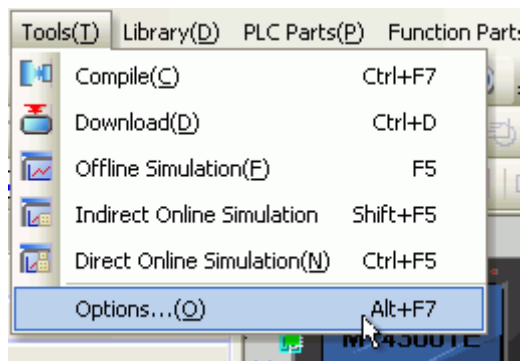 Tools(T) Library(D) PLC Parts(P) Function Parts
Compile(C) Ctrl+F7
Download(D) Ctrl+D
Offline Simulation(F) F5
Indirect Online Simulation Shift+F5
Direct Online Simulation(N) Ctrl+F5
Options...(O) Alt+F7